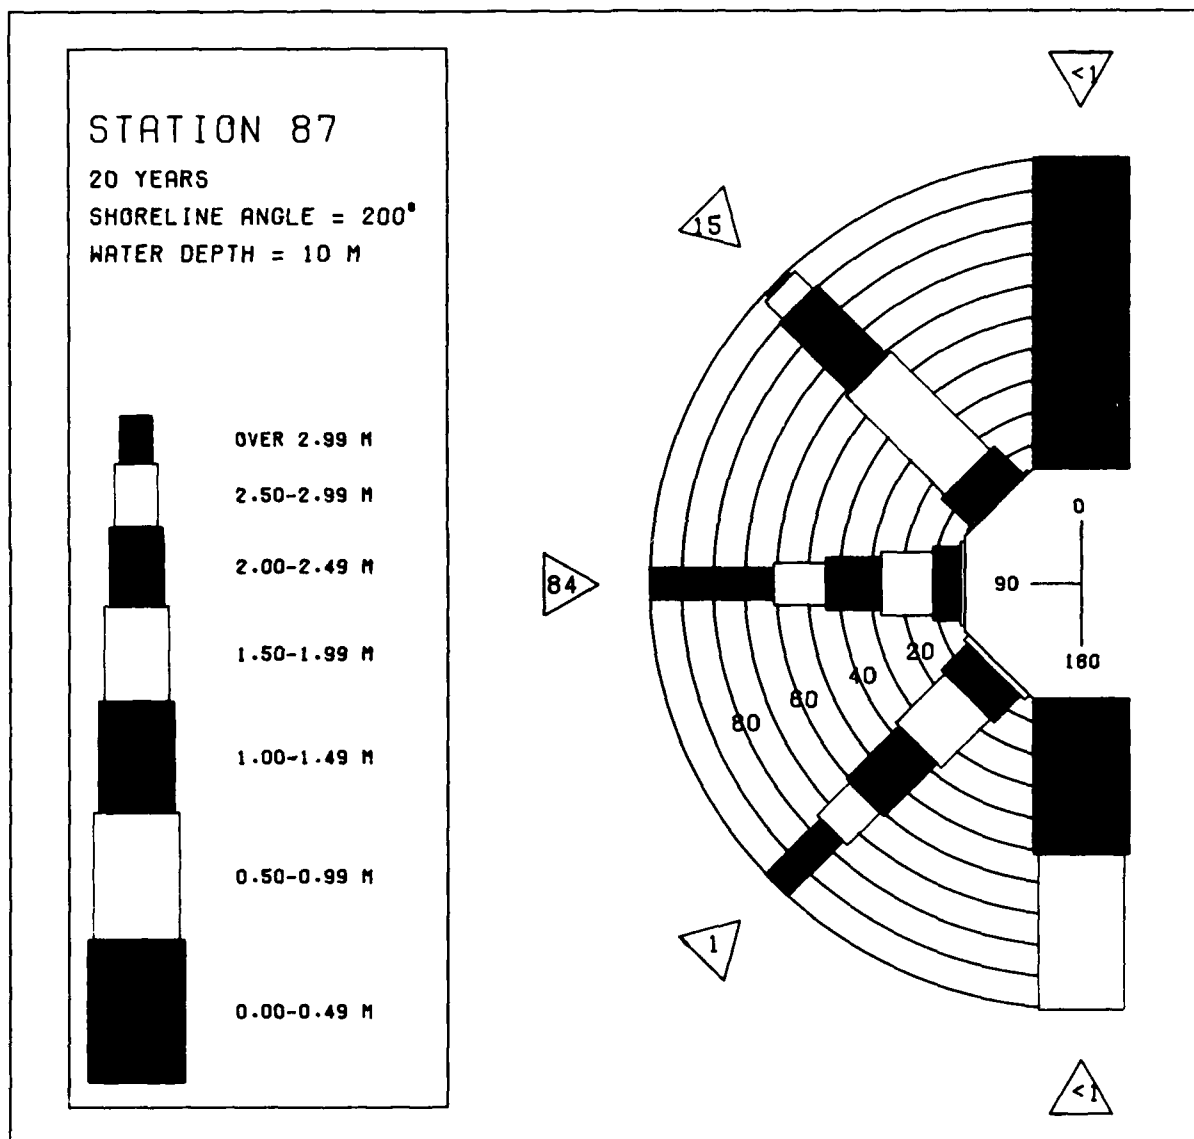 STATION 87
20 YEARS
SHORELINE ANGLE = 200°
WATER DEPTH = 10 M
OVER 2.99 M
2.50-2.99 M
2.00-2.49 M
1.50-1.99 M
1.00-1.49 M
0.50-0.99 M
0.00-0.49 M
<1
15
84
1
<1
0
90
180
20
40
60
80